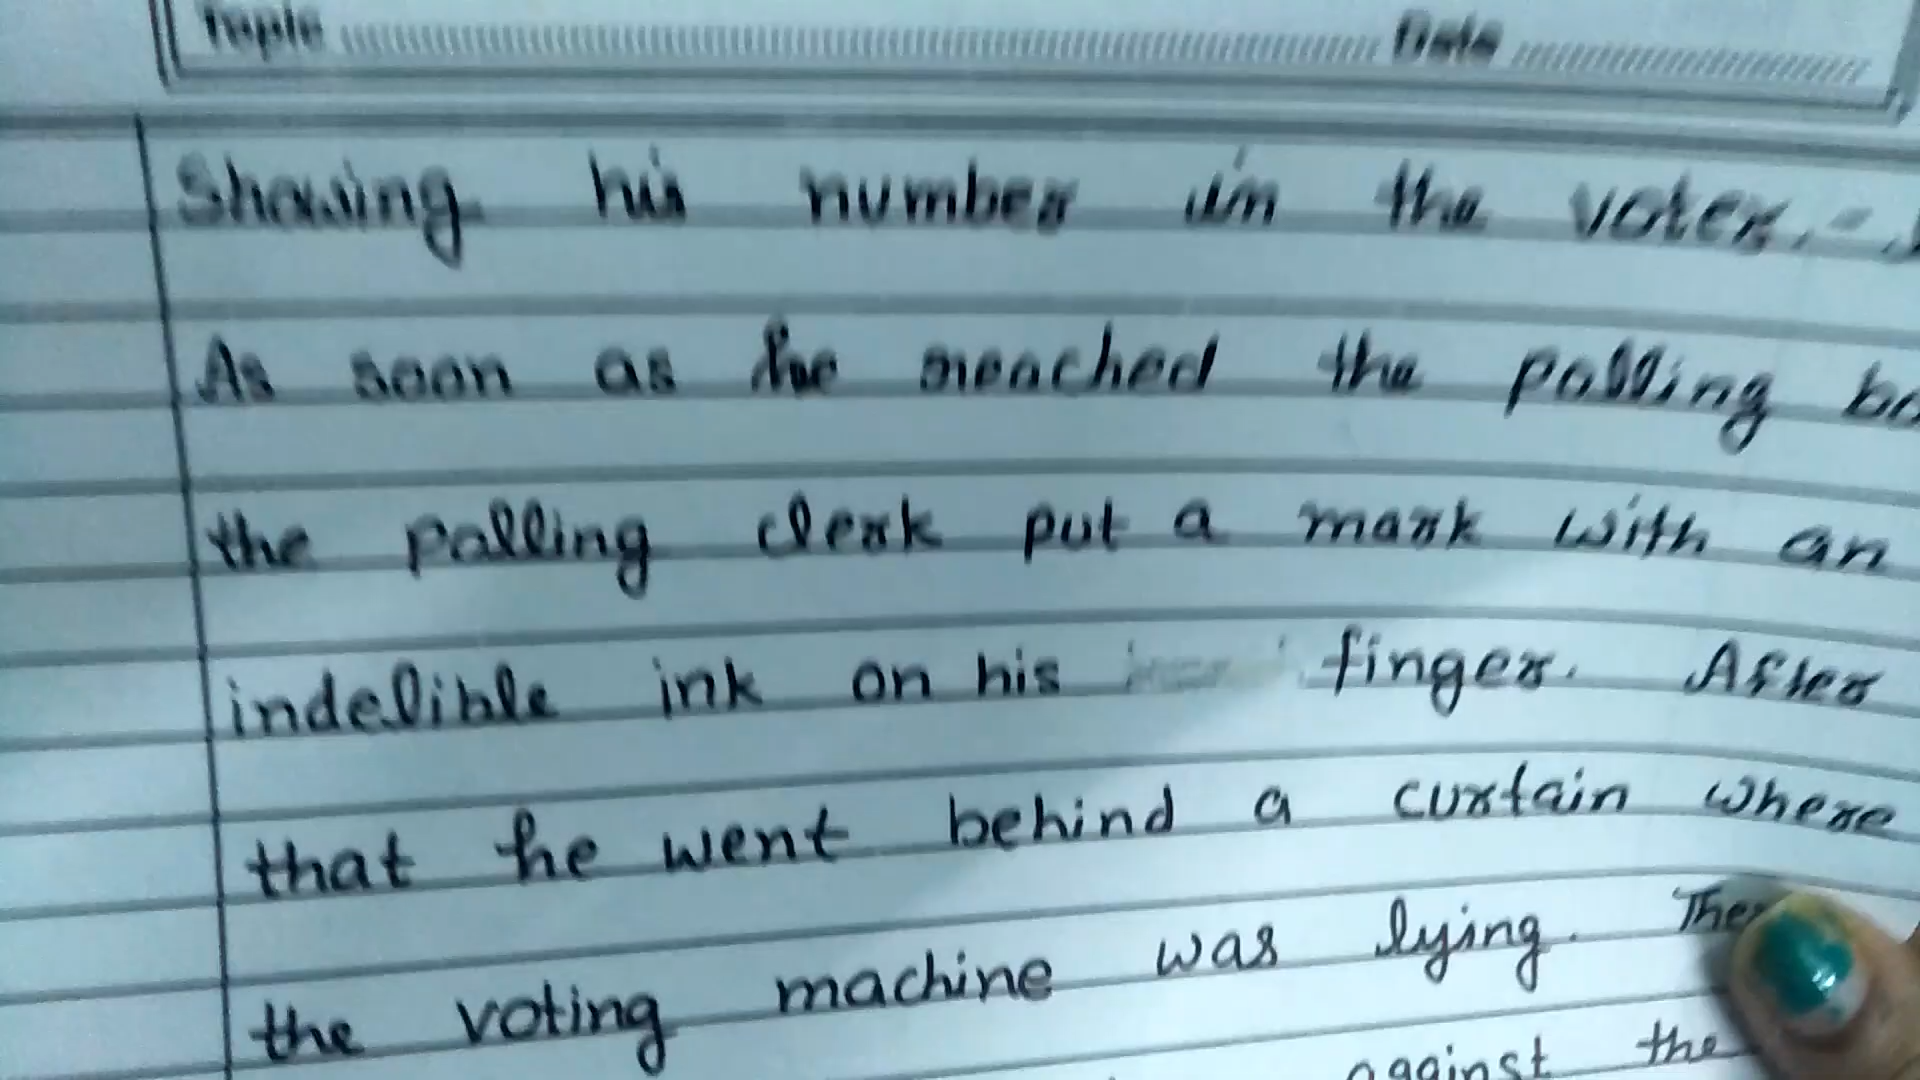 Topic Date
Showing his number in the voter
As soon as he reached the polling
the polling clerk put a mark with an
indelible ink on his finger. After
that he went behind a curtain where
the voting machine was lying.
against the